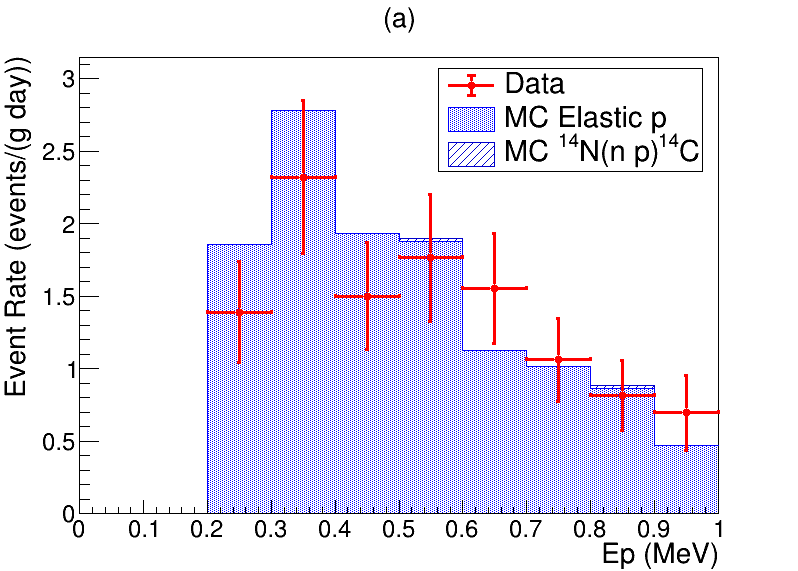 (a)
Event Rate (events/(g day))
3
2.5
2
1.5
1
0.5
0
Data
MC Elastic p
MC ¹⁴N(n p)¹⁴C
0 0.1 0.2 0.3 0.4 0.5 0.6 0.7 0.8 0.9 1
Ep (MeV)